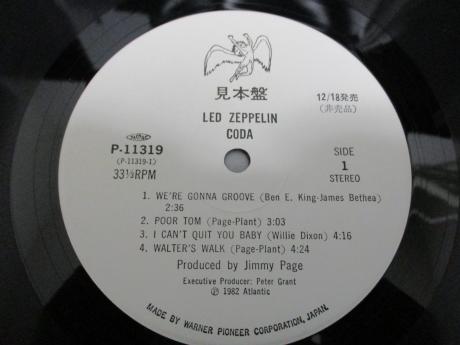 見本盤
12/18発売
(非売品)
LED ZEPPELIN
CODA
P-11319
(P-11319-1)
33⅓RPM
SIDE
1
STEREO
1. WE'RE GONNA GROOVE (Ben E. King-James Bethea)
2:36
2. POOR TOM (Page-Plant) 3:03
3. I CAN'T QUIT YOU BABY (Willie Dixon) 4:16
4. WALTER'S WALK (Page-Plant) 4:24
Produced by Jimmy Page
Executive Producer: Peter Grant
Ⓟ 1982 Atlantic
MADE BY WARNER PIONEER CORPORATION, JAPAN.